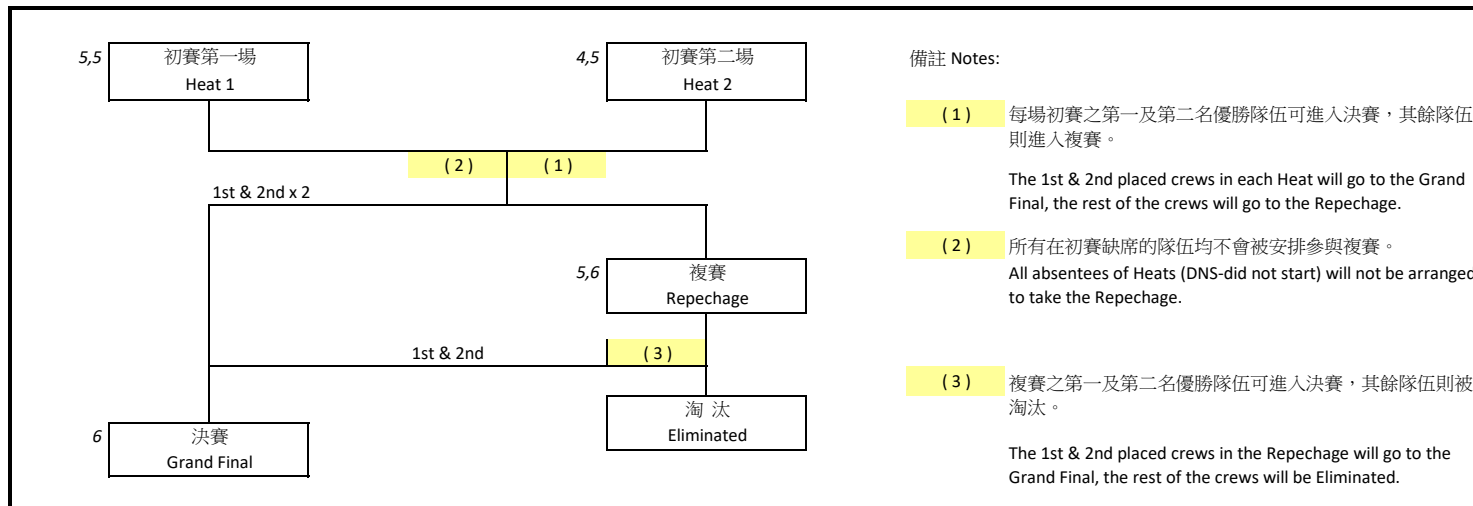 5,5
初賽第一場
Heat 1
4,5
初賽第二場
Heat 2
( 2 )
( 1 )
1st & 2nd x 2
5,6
複賽
Repechage
1st & 2nd
( 3 )
淘 汰
Eliminated
6
決賽
Grand Final
備註 Notes:
( 1 ) 每場初賽之第一及第二名優勝隊伍可進入決賽，其餘隊伍
則進入複賽。
The 1st & 2nd placed crews in each Heat will go to the Grand
Final, the rest of the crews will go to the Repechage.
( 2 ) 所有在初賽缺席的隊伍均不會被安排參與複賽。
All absentees of Heats (DNS-did not start) will not be arranged
to take the Repechage.
( 3 ) 複賽之第一及第二名優勝隊伍可進入決賽，其餘隊伍則被
淘汰。
The 1st & 2nd placed crews in the Repechage will go to the
Grand Final, the rest of the crews will be Eliminated.